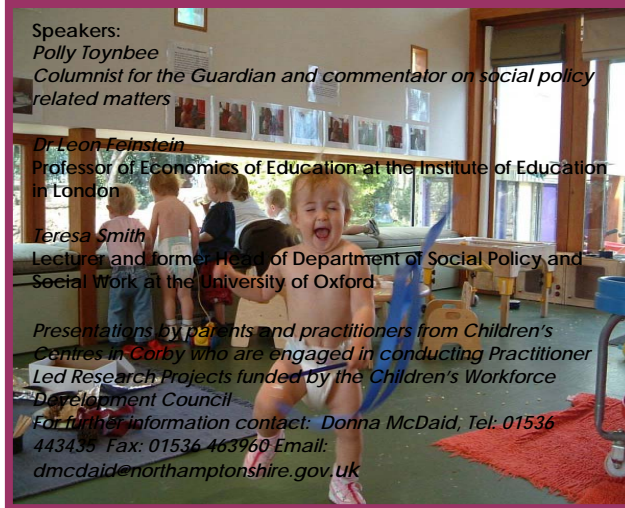 Speakers:
Polly Toynbee
Columnist for the Guardian and commentator on social policy
related matters
Dr Leon Feinstein
Professor of Economics of Education at the Institute of Education
in London
Teresa Smith
Lecturer and former Head of Department of Social Policy and
Social Work at the University of Oxford
Presentations by parents and practitioners from Children's
Centres in Corby who are engaged in conducting Practitioner
Led Research Projects funded by the Children's Workforce
Development Council
For further information contact:  Donna McDaid; Tel: 01536
443435  Fax: 01536 463960 Email:
dmcdaid@northamptonshire.gov.uk